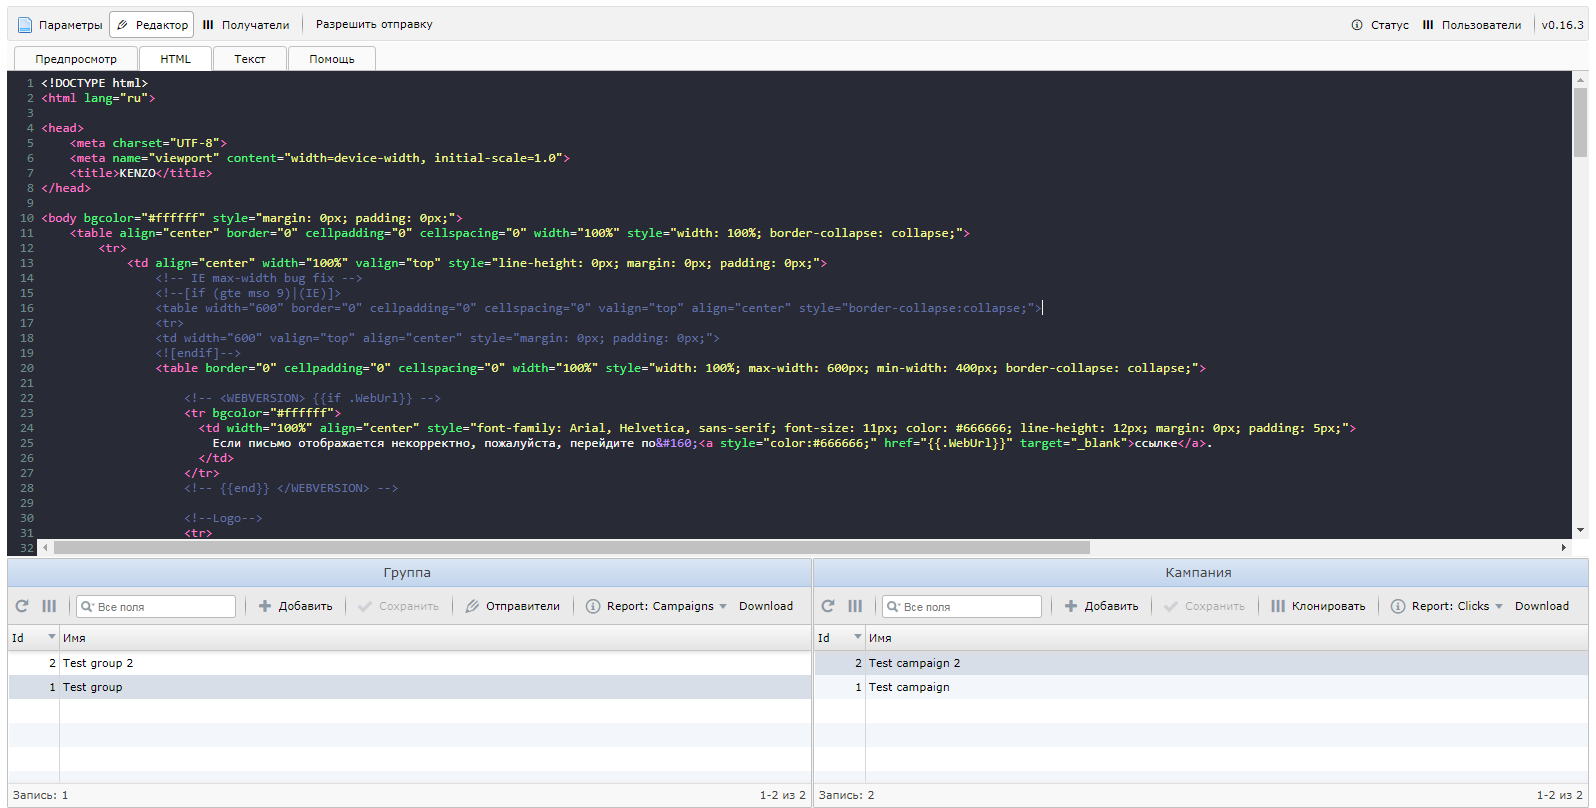 Параметры Редактор Получатели Разрешить отправку Статус Пользователи v0.16.3
Предпросмотр HTML Текст Помощь
1 <!DOCTYPE html>
2 <html lang="ru">
3
4 <head>
5     <meta charset="UTF-8">
6     <meta name="viewport" content="width=device-width, initial-scale=1.0">
7     <title>KENZO</title>
8 </head>
9
10 <body bgcolor="#ffffff" style="margin: 0px; padding: 0px;">
11     <table align="center" border="0" cellpadding="0" cellspacing="0" width="100%" style="width: 100%; border-collapse: collapse;">
12         <tr>
13             <td align="center" width="100%" valign="top" style="line-height: 0px; margin: 0px; padding: 0px;">
14                 <!-- IE max-width bug fix -->
15                 <!--[if (gte mso 9)|(IE)]>
16                 <table width="600" border="0" cellpadding="0" cellspacing="0" valign="top" align="center" style="border-collapse:collapse;">
17                 <tr>
18                 <td width="600" valign="top" align="center" style="margin: 0px; padding: 0px;">
19                 <![endif]-->
20                 <table border="0" cellpadding="0" cellspacing="0" width="100%" style="width: 100%; max-width: 600px; min-width: 400px; border-collapse: collapse;">
21
22                     <!-- <WEBVERSION> {{if .WebUrl}} -->
23                     <tr bgcolor="#ffffff">
24                       <td width="100%" align="center" style="font-family: Arial, Helvetica, sans-serif; font-size: 11px; color: #666666; line-height: 12px; margin: 0px; padding: 5px;">
25                         Если письмо отображается некорректно, пожалуйста, перейдите по&#160;<a style="color:#666666;" href="{{.WebUrl}}" target="_blank">ссылке</a>.
26                       </td>
27                     </tr>
28                     <!-- {{end}} </WEBVERSION> -->
29
30                     <!--Logo-->
31                     <tr>
32
Группа
Все поля Добавить Сохранить Отправители Report: Campaigns Download
Id Имя
2 Test group 2
1 Test group
Запись: 1 1-2 из 2
Кампания
Все поля Добавить Сохранить Клонировать Report: Clicks Download
Id Имя
2 Test campaign 2
1 Test campaign
Запись: 2 1-2 из 2